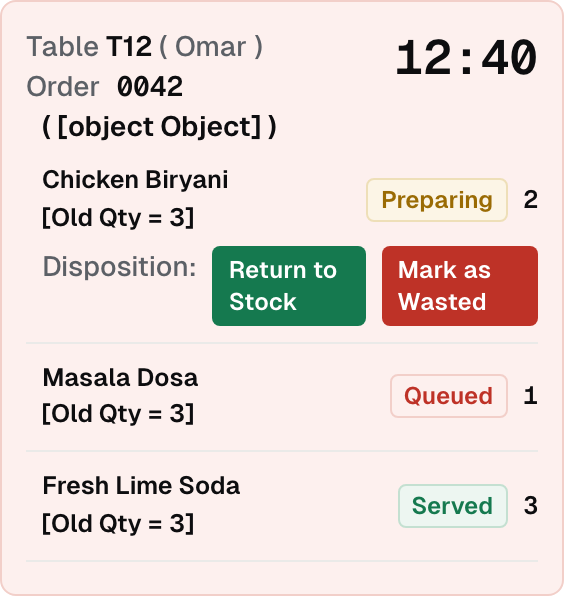 Table T12 ( Omar )
12:40
Order 0042
( [object Object] )
Chicken Biryani
[Old Qty = 3]
Preparing 2
Disposition:
Return to
Stock
Mark as
Wasted
Masala Dosa
[Old Qty = 3]
Queued 1
Fresh Lime Soda
[Old Qty = 3]
Served 3